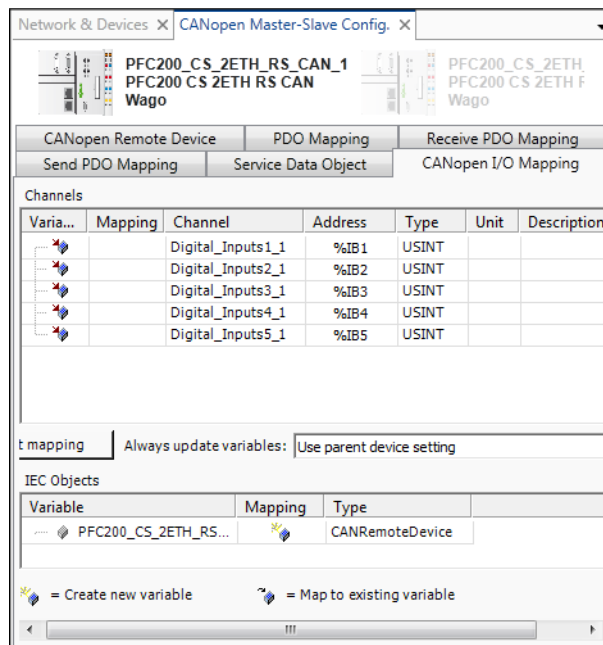 Network & Devices X CANopen Master-Slave Config. X
PFC200_CS_2ETH_RS_CAN_1
PFC200 CS 2ETH RS CAN
Wago
PFC200_CS_2ETH_
PFC200 CS 2ETH F
Wago
CANopen Remote Device PDO Mapping Receive PDO Mapping
Send PDO Mapping Service Data Object CANopen I/O Mapping
Channels
Varia... Mapping Channel Address Type Unit Description
Digital_Inputs1_1 %IB1 USINT
Digital_Inputs2_1 %IB2 USINT
Digital_Inputs3_1 %IB3 USINT
Digital_Inputs4_1 %IB4 USINT
Digital_Inputs5_1 %IB5 USINT
t mapping Always update variables: Use parent device setting
IEC Objects
Variable Mapping Type
PFC200_CS_2ETH_RS... CANRemoteDevice
= Create new variable = Map to existing variable